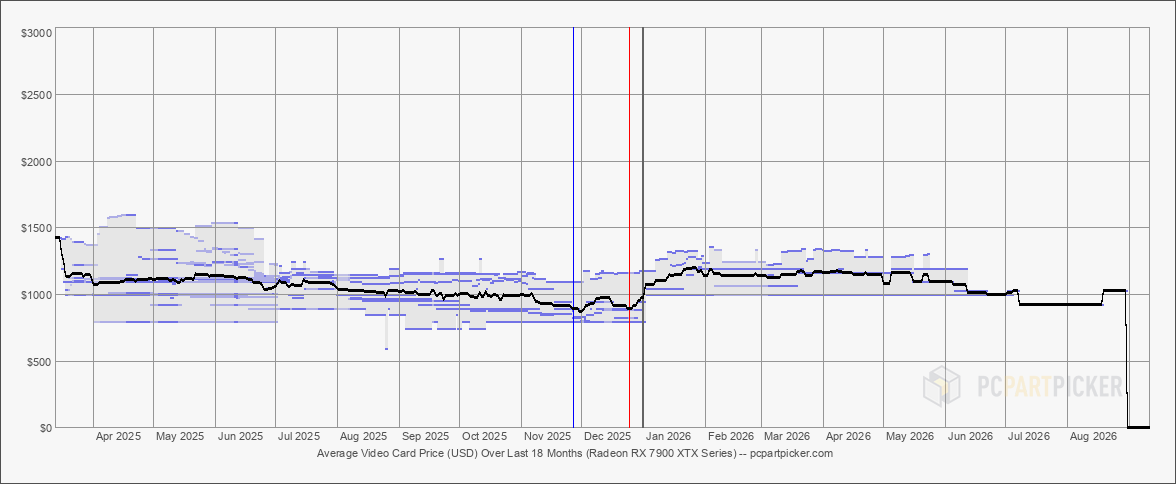 $3000
$2500
$2000
$1500
$1000
$500
$0
Apr 2025 May 2025 Jun 2025 Jul 2025 Aug 2025 Sep 2025 Oct 2025 Nov 2025 Dec 2025 Jan 2026 Feb 2026 Mar 2026 Apr 2026 May 2026 Jun 2026 Jul 2026 Aug 2026
Average Video Card Price (USD) Over Last 18 Months (Radeon RX 7900 XTX Series) -- pcpartpicker.com
PCPARTPICKER